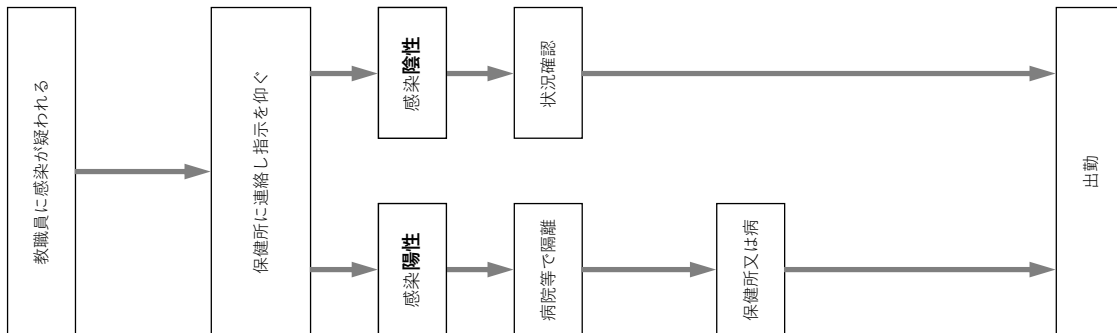 教職員に感染が疑われる
保健所に連絡し指示を仰ぐ
感染陰性
状況確認
感染陽性
病院等で隔離
保健所又は病
出勤